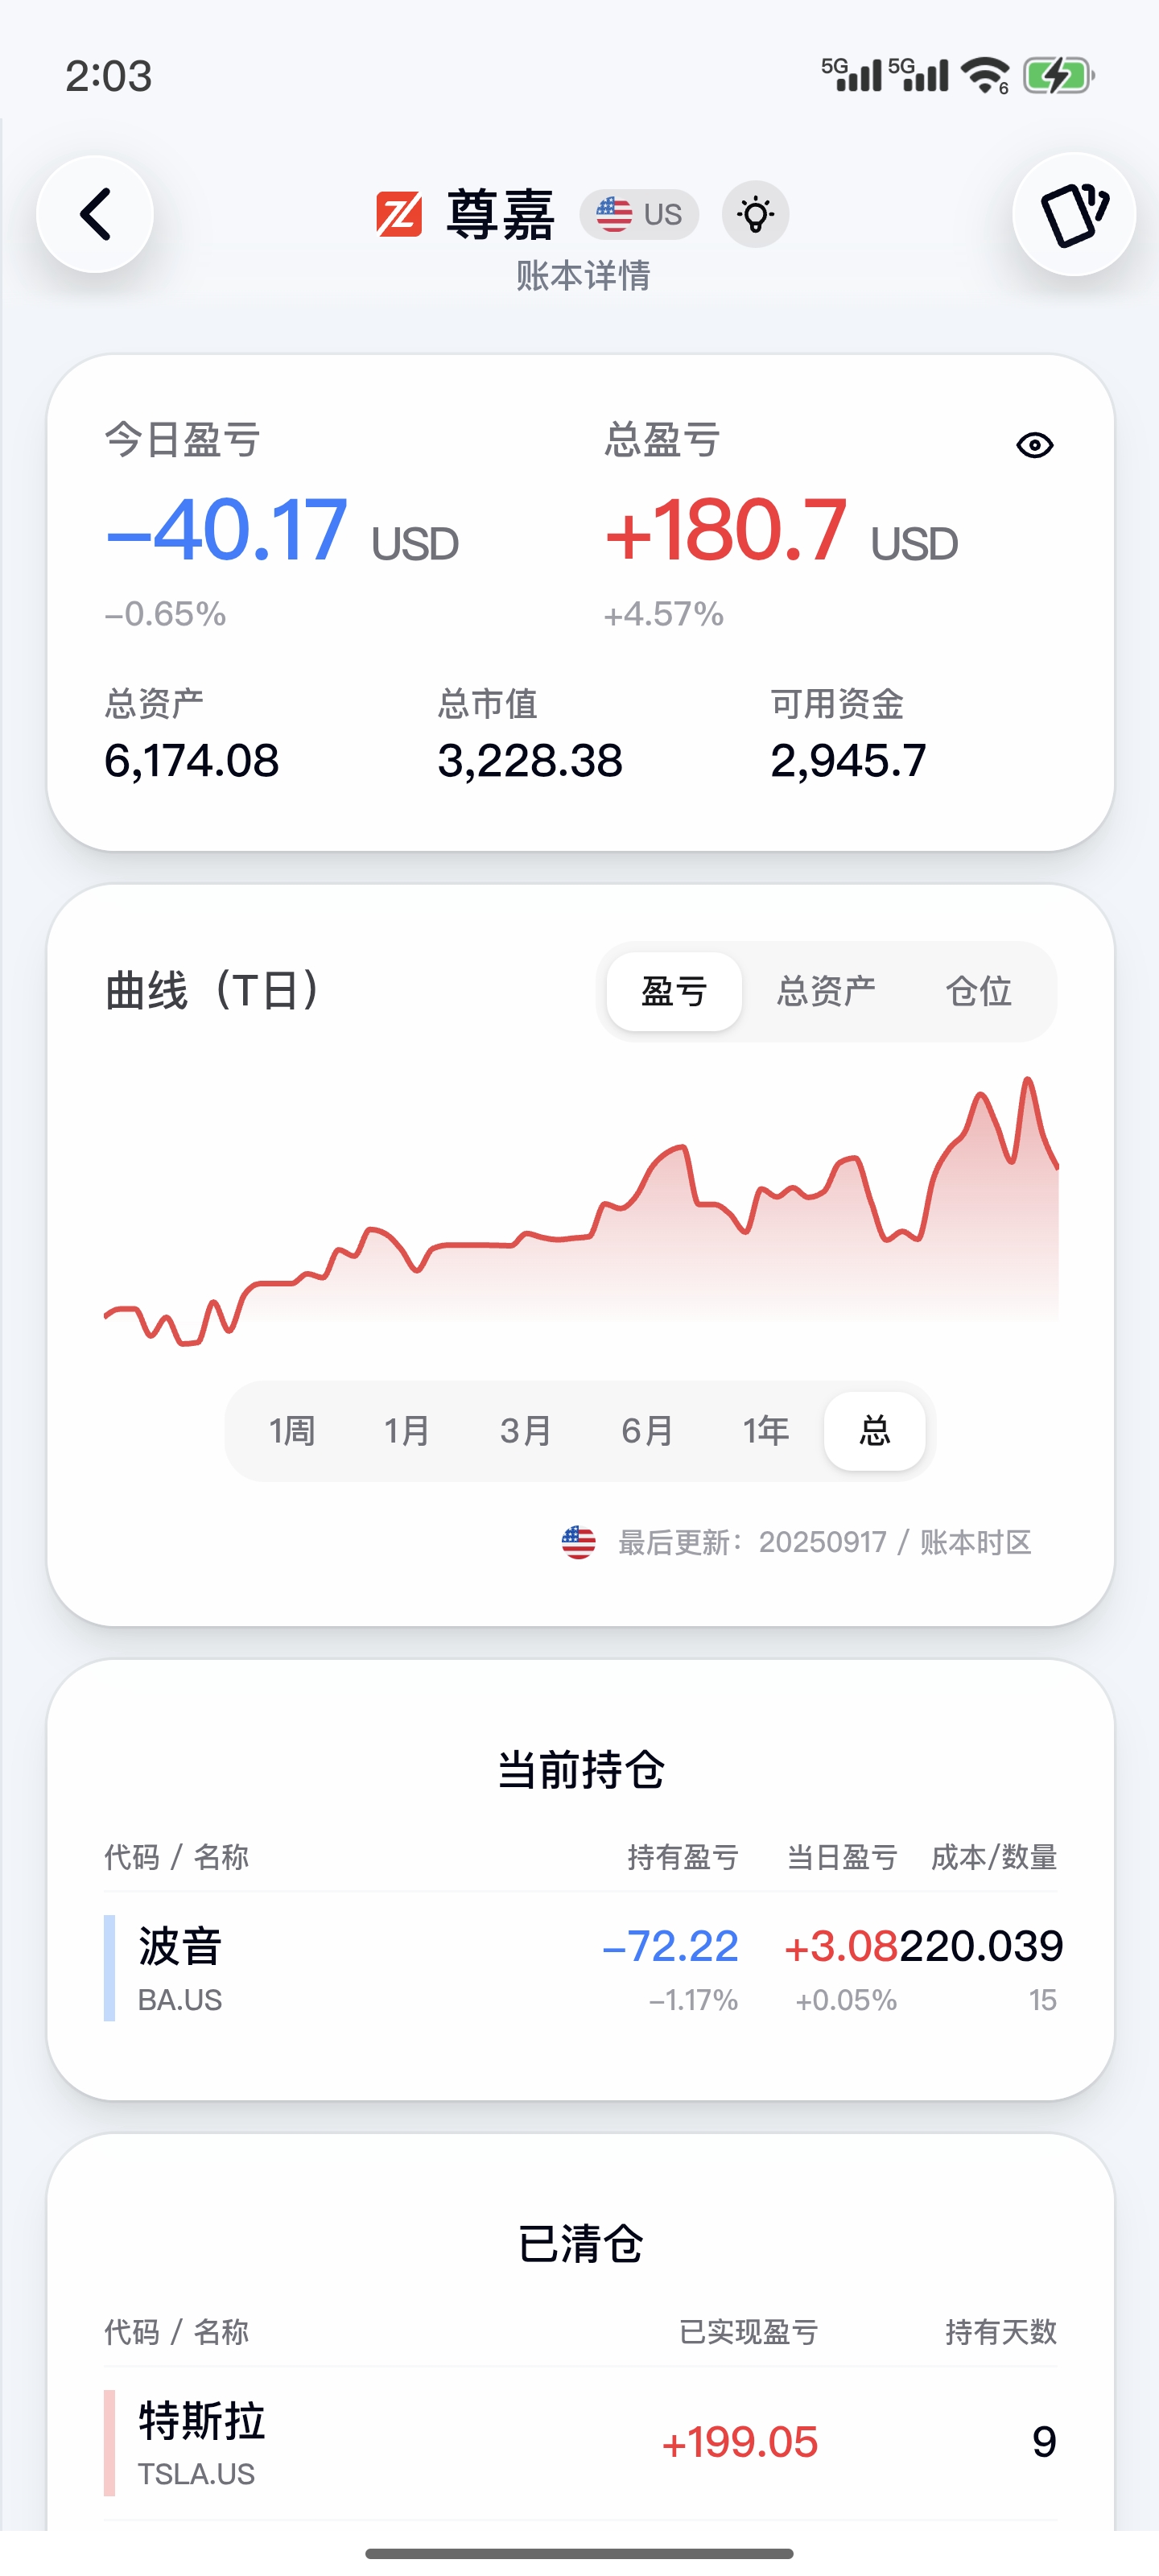 2:03
5G 5G 6
尊嘉 US
账本详情
今日盈亏 总盈亏
-40.17 USD +180.7 USD
-0.65% +4.57%
总资产 总市值 可用资金
6,174.08 3,228.38 2,945.7
曲线（T日） 盈亏 总资产 仓位
1周 1月 3月 6月 1年 总
最后更新：20250917 / 账本时区
当前持仓
代码 / 名称 持有盈亏 当日盈亏 成本/数量
波音 -72.22 +3.08 220.039
BA.US -1.17% +0.05% 15
已清仓
代码 / 名称 已实现盈亏 持有天数
特斯拉 +199.05 9
TSLA.US